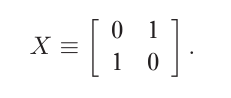 X ≡ [ 0 1
1 0 ] .